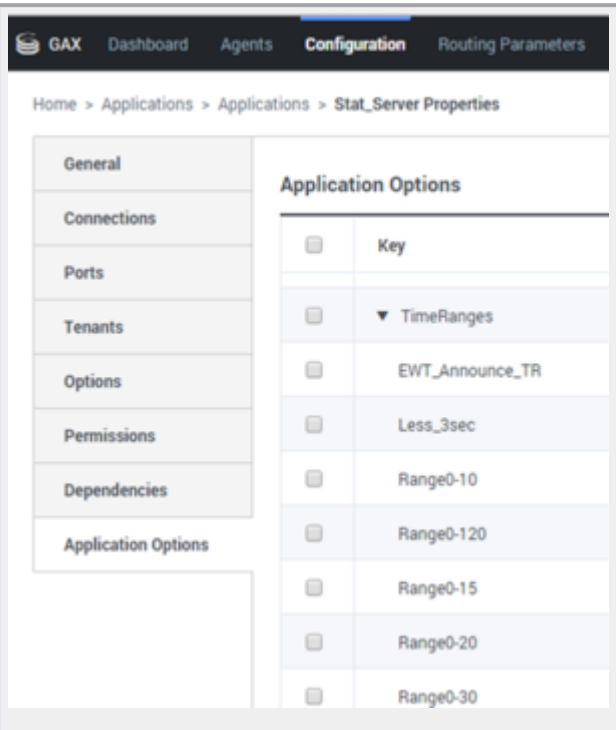 GAX Dashboard Agents Configuration Routing Parameters
Home > Applications > Applications > Stat_Server Properties
General
Connections
Ports
Tenants
Options
Permissions
Dependencies
Application Options
Application Options
Key
▼ TimeRanges
EWT_Announce_TR
Less_3sec
Range0-10
Range0-120
Range0-15
Range0-20
Range0-30